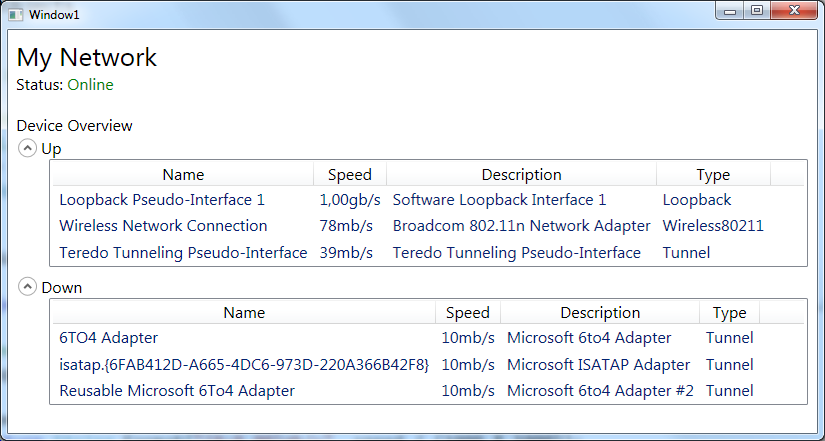 Window1
My Network
Status: Online
Device Overview
Up
Name Speed Description Type
Loopback Pseudo-Interface 1 1,00gb/s Software Loopback Interface 1 Loopback
Wireless Network Connection 78mb/s Broadcom 802.11n Network Adapter Wireless80211
Teredo Tunneling Pseudo-Interface 39mb/s Teredo Tunneling Pseudo-Interface Tunnel
Down
Name Speed Description Type
6TO4 Adapter 10mb/s Microsoft 6to4 Adapter Tunnel
isatap.{6FAB412D-A665-4DC6-973D-220A366B42F8} 10mb/s Microsoft ISATAP Adapter Tunnel
Reusable Microsoft 6To4 Adapter 10mb/s Microsoft 6to4 Adapter #2 Tunnel